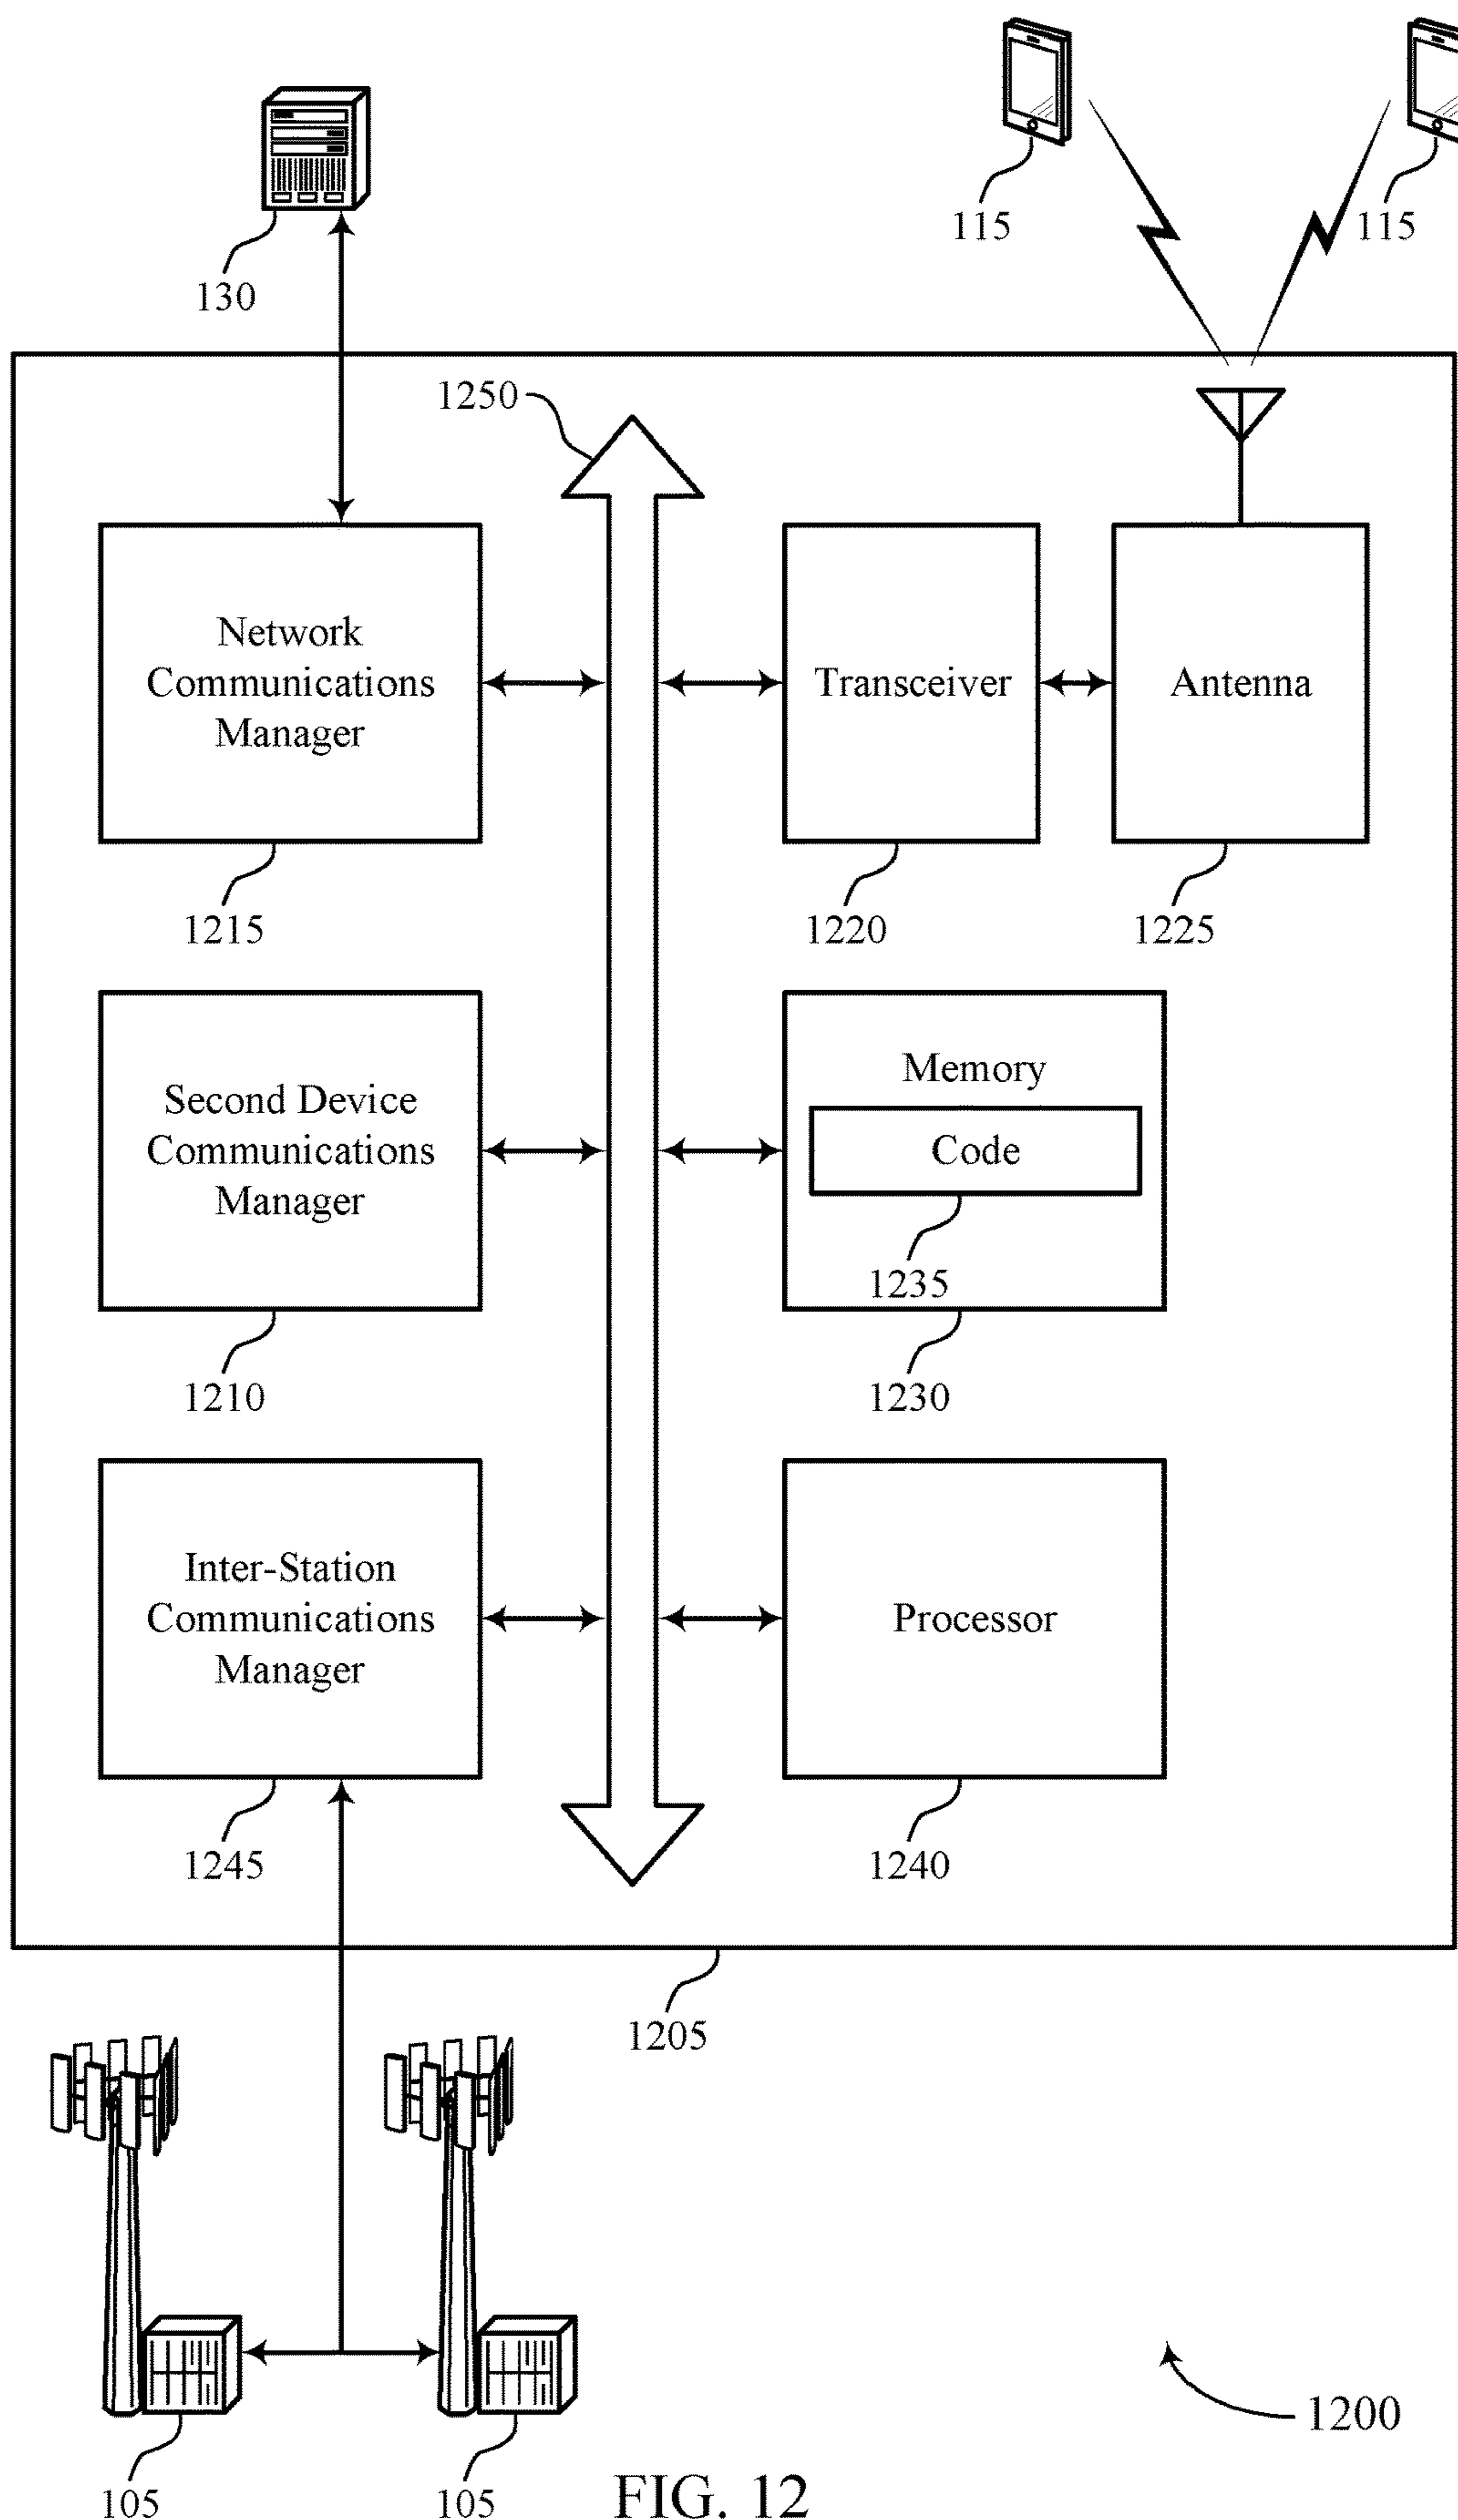 115
115
130
1250
Network
Communications
Manager
Transceiver
Antenna
1215
1220
1225
Second Device
Communications
Manager
Memory
Code
1235
1210
1230
Inter-Station
Communications
Manager
Processor
1245
1240
1205
1200
105
105
FIG. 12